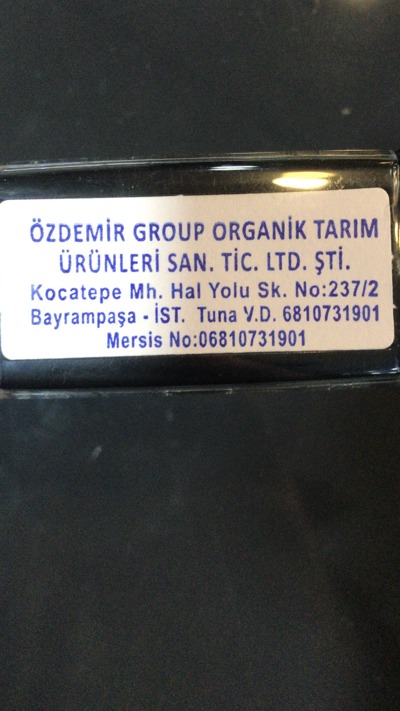 ÖZDEMİR GROUP ORGANİK TARIM
ÜRÜNLERİ SAN. TİC. LTD. ŞTİ.
Kocatepe Mh. Hal Yolu Sk. No:237/2
Bayrampaşa - İST. Tuna V.D. 6810731901
Mersis No:06810731901